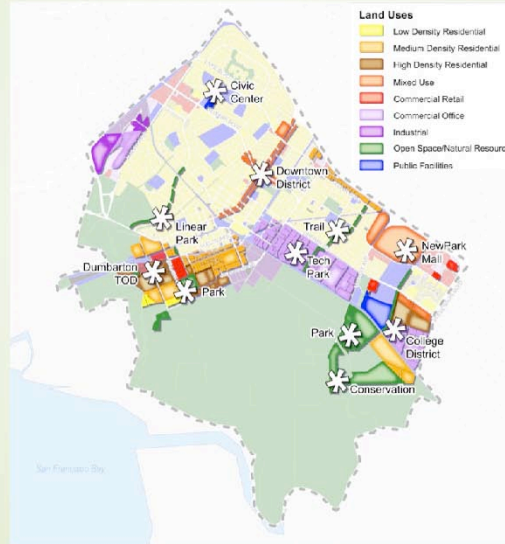 Land Uses
Low Density Residential
Medium Density Residential
High Density Residential
Mixed Use
Commercial Retail
Commercial Office
Industrial
Open Space/Natural Resource
Public Facilities
Civic
Center
Downtown
District
Linear
Park
Trail
NewPark
Mall
Dumbarton
TOD
Tech
Park
Park
Park
College
District
Conservation
San Francisco Bay